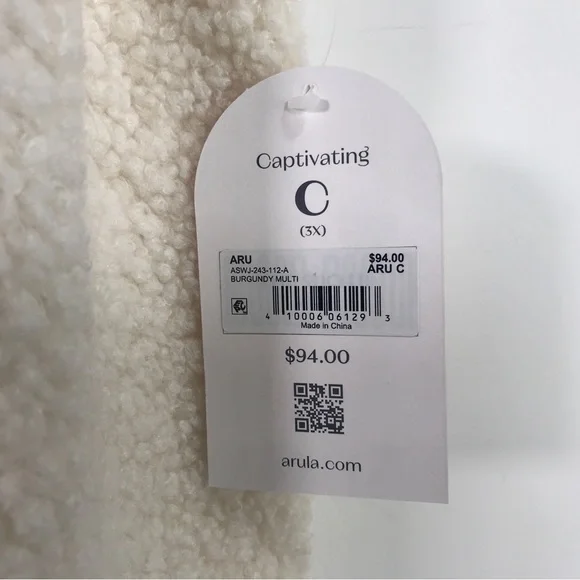 Captivating
C
(3X)
ARU $94.00
ASWJ-243-112-A ARU C
BURGUNDY MULTI
4 10006 06129 3
Made in China
$94.00
arula.com